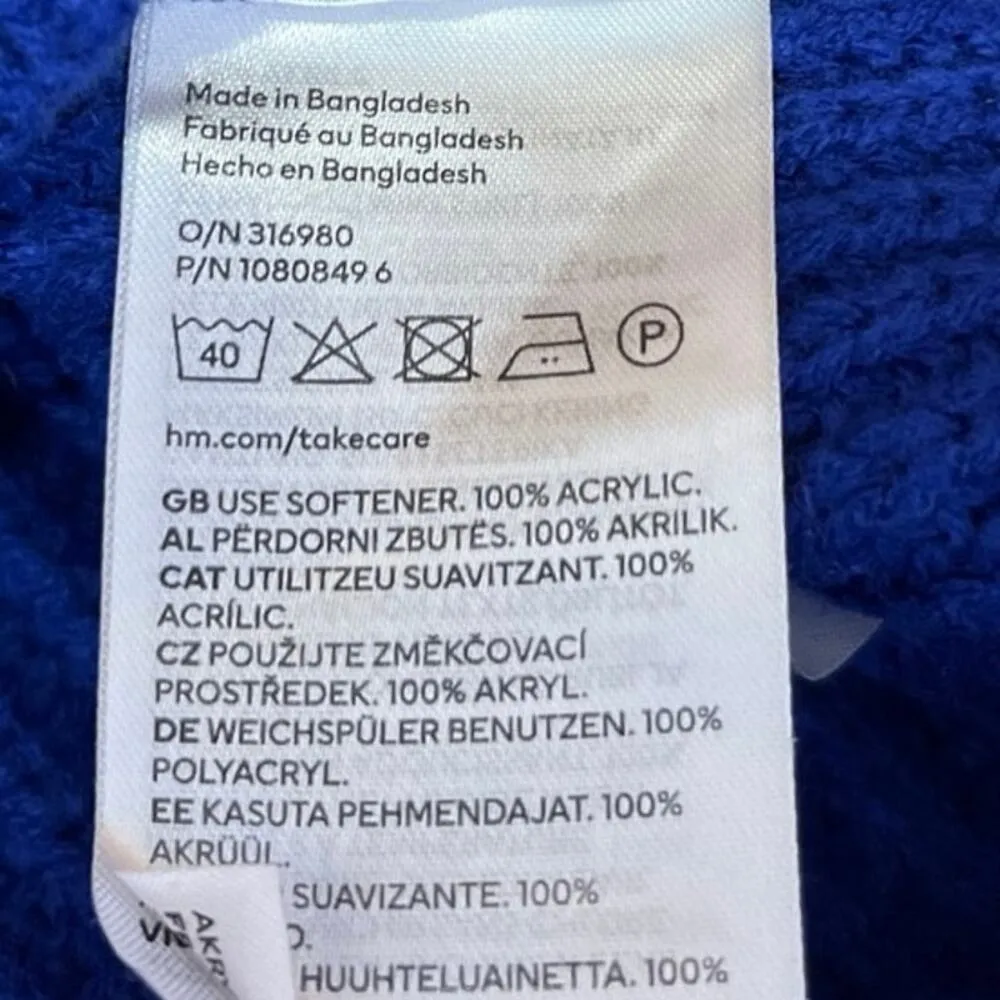 Made in Bangladesh
Fabriqué au Bangladesh
Hecho en Bangladesh
O/N 316980
P/N 1080849 6
40
P
hm.com/takecare
GB USE SOFTENER. 100% ACRYLIC.
AL PËRDORNI ZBUTËS. 100% AKRILIK.
CAT UTILITZEU SUAVITZANT. 100%
ACRÍLIC.
CZ POUŽIJTE ZMĚKČOVACÍ
PROSTŘEDEK. 100% AKRYL.
DE WEICHSPÜLER BENUTZEN. 100%
POLYACRYL.
EE KASUTA PEHMENDAJAT. 100%
AKRÜÜL.
SUAVIZANTE. 100%
HUUHTELUAINETTA. 100%